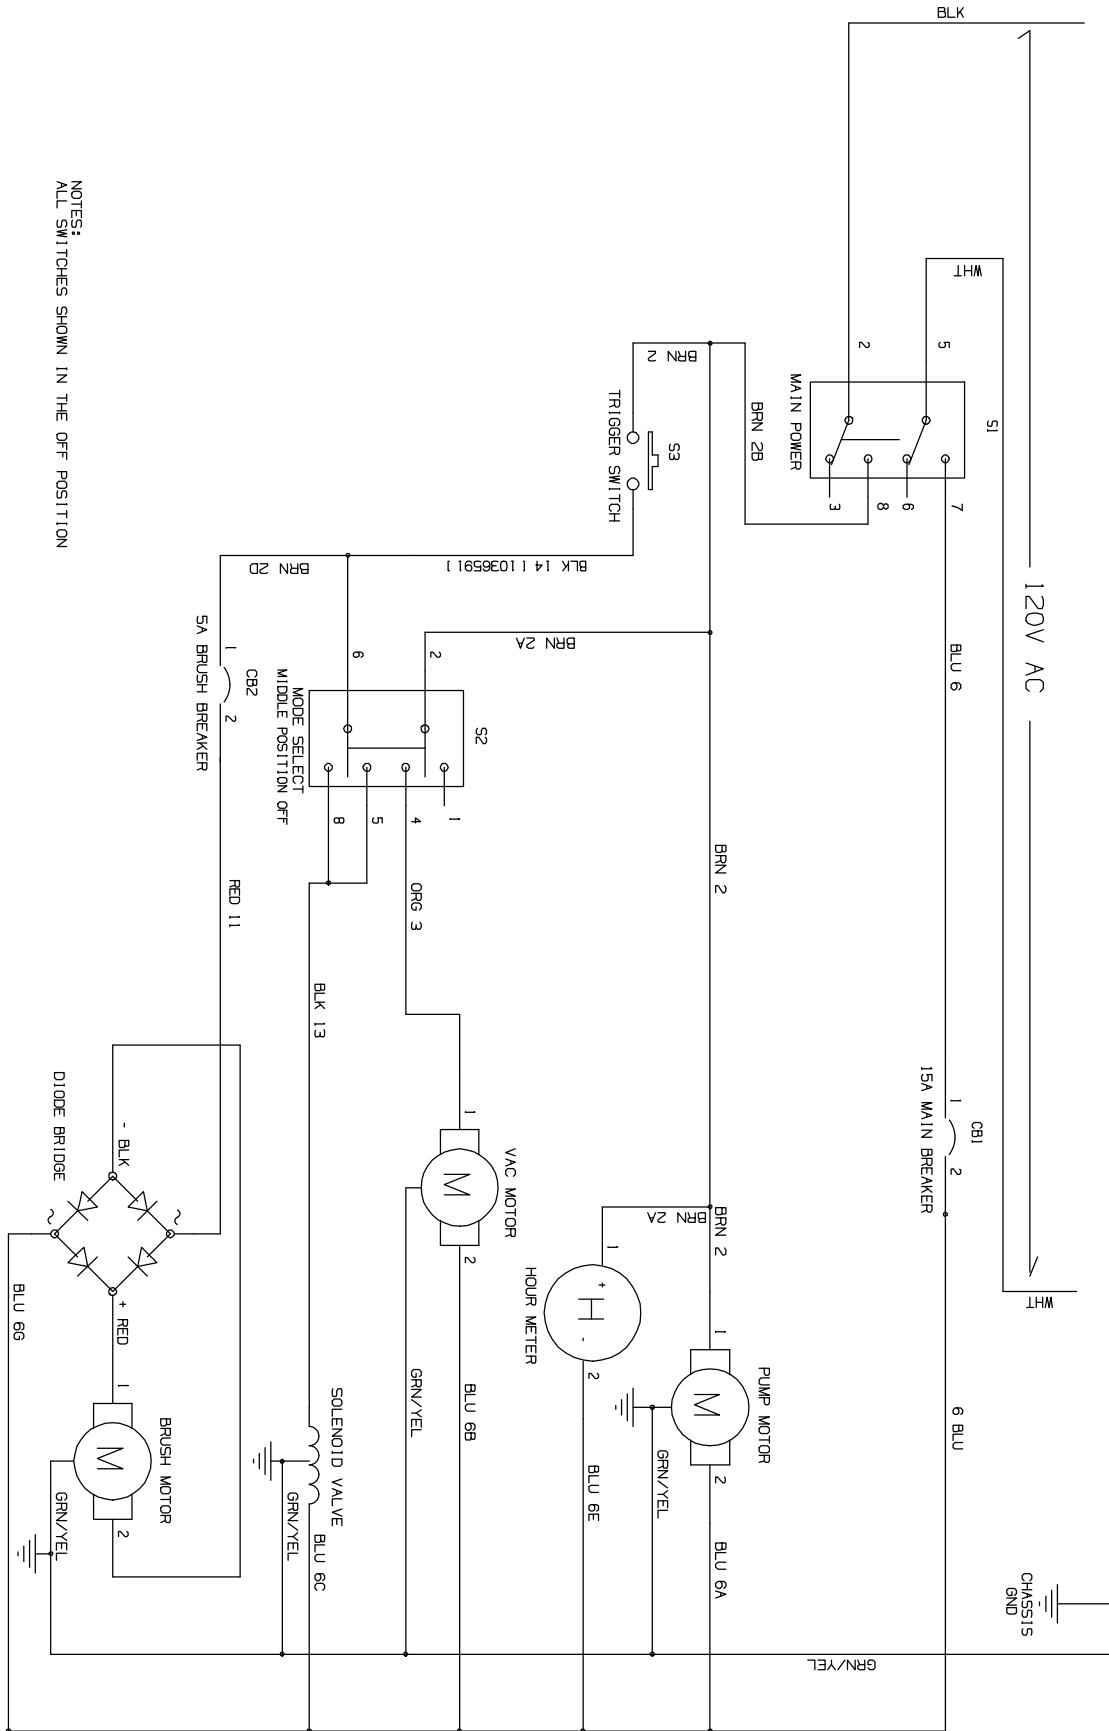 BLK
120V AC
WHT
WHT
5
2
S1
MAIN POWER
3
8
6
7
BLU 6
1
CB1
2
15A MAIN BREAKER
6 BLU
CHASSIS
GND
GRN/YEL
BRN 2
BRN 2B
S3
TRIGGER SWITCH
BRN 2D
BLK 14 [1036591]
BRN 2A
BRN 2
BRN 2
BRN 2A
1
+
H
-
2
HOUR METER
BLU 6E
1
M
2
PUMP MOTOR
GRN/YEL
BLU 6A
6
2
S2
MODE SELECT
MIDDLE POSITION OFF
8
5
4
1
ORG 3
1
VAC MOTOR
M
2
GRN/YEL
BLU 6B
BLK 13
SOLENOID VALVE
GRN/YEL
BLU 6C
1
CB2
2
5A BRUSH BREAKER
RED 11
DIODE BRIDGE
- BLK
~
~
+ RED
BLU 6G
1
M
2
BRUSH MOTOR
GRN/YEL
NOTES:
ALL SWITCHES SHOWN IN THE OFF POSITION